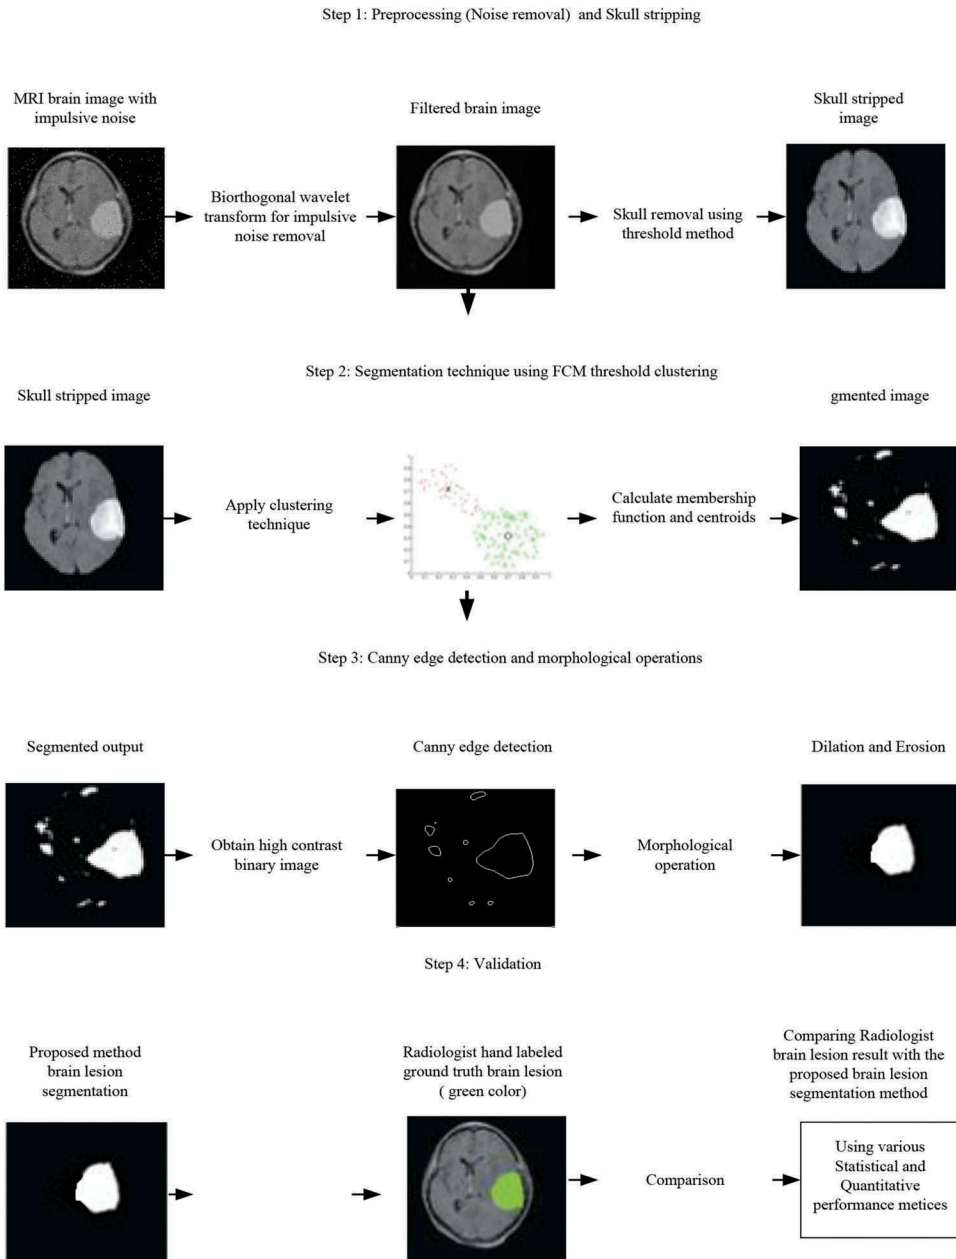 Step 1: Preprocessing (Noise removal) and Skull stripping
MRI brain image with
impulsive noise
Filtered brain image
Skull stripped
image
Biorthogonal wavelet
transform for impulsive
noise removal
Skull removal using
threshold method
Step 2: Segmentation technique using FCM threshold clustering
Skull stripped image
gmented image
Apply clustering
technique
Calculate membership
function and centroids
Step 3: Canny edge detection and morphological operations
Segmented output
Canny edge detection
Dilation and Erosion
Obtain high contrast
binary image
Morphological
operation
Step 4: Validation
Proposed method
brain lesion
segmentation
Radiologist hand labeled
ground truth brain lesion
( green color)
Comparing Radiologist
brain lesion result with the
proposed brain lesion
segmentation method
Comparison
Using various
Statistical and
Quantitative
performance metices